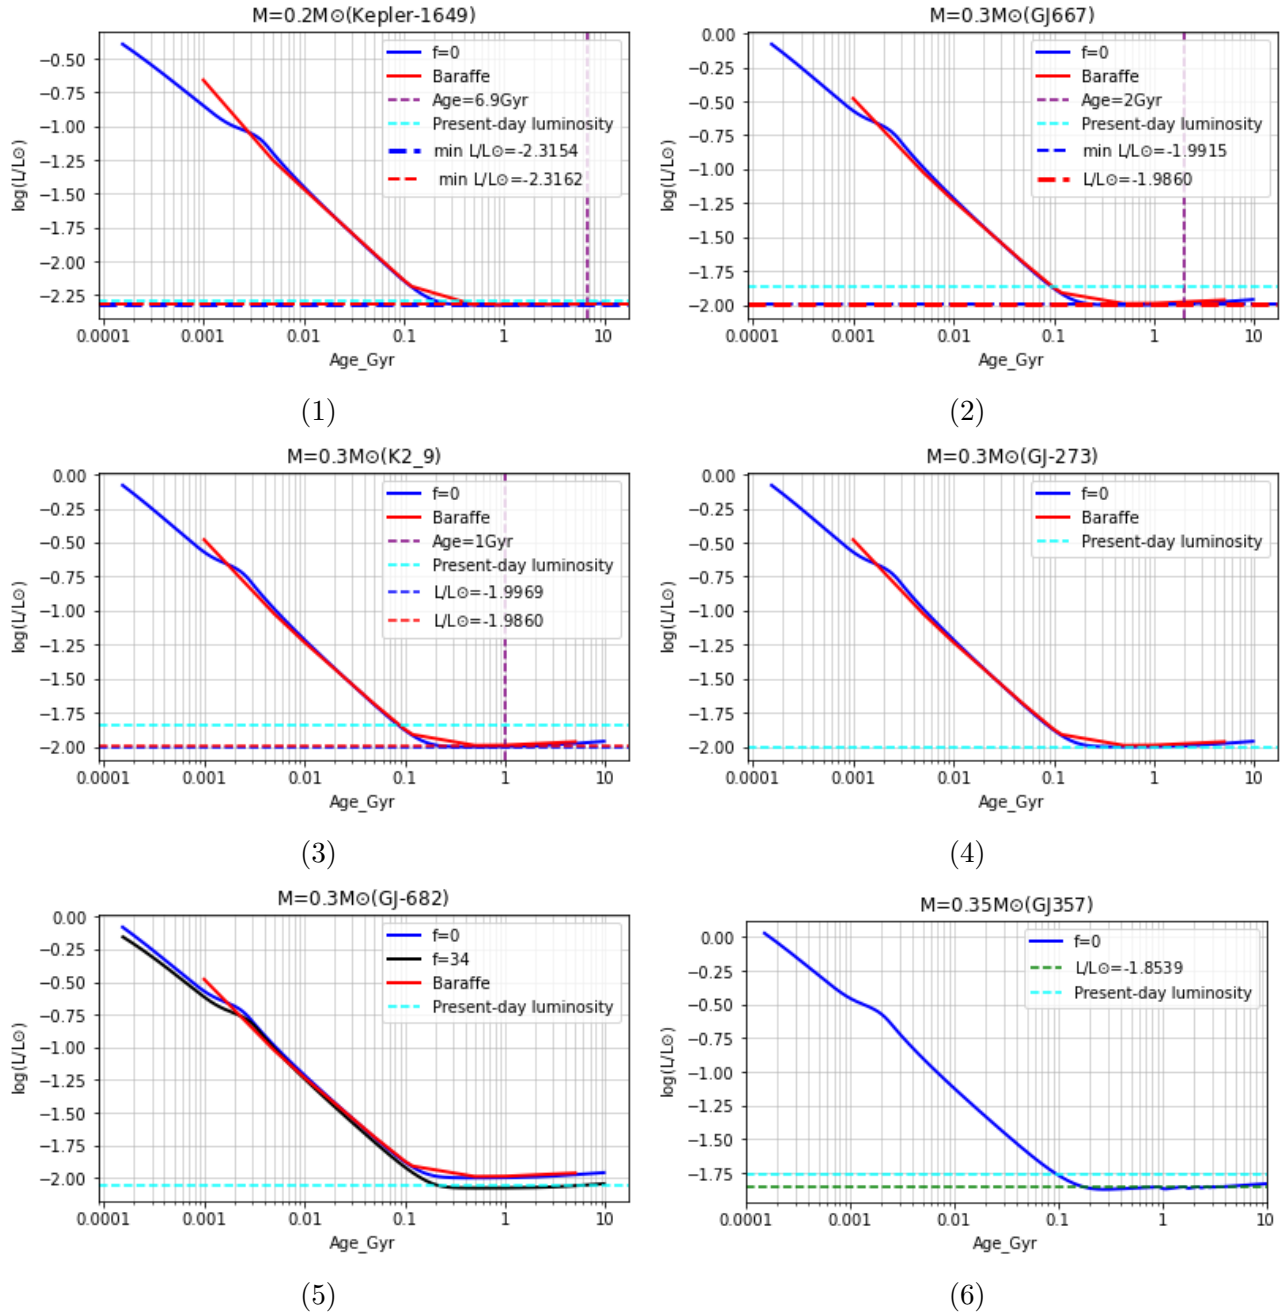 M=0.2M⊙(Kepler-1649)
f=0
Baraffe
Age=6.9Gyr
Present-day luminosity
min L/L⊙=-2.3154
min L/L⊙=-2.3162
log(L/L⊙)
−0.50
−0.75
−1.00
−1.25
−1.50
−1.75
−2.00
−2.25
0.0001 0.001 0.01 0.1 1 10
Age_Gyr
(1)
M=0.3M⊙(GJ667)
f=0
Baraffe
Age=2Gyr
Present-day luminosity
min L/L⊙=-1.9915
L/L⊙=-1.9860
log(L/L⊙)
0.00
−0.25
−0.50
−0.75
−1.00
−1.25
−1.50
−1.75
−2.00
0.0001 0.001 0.01 0.1 1 10
Age_Gyr
(2)
M=0.3M⊙(K2_9)
f=0
Baraffe
Age=1Gyr
Present-day luminosity
L/L⊙=-1.9969
L/L⊙=-1.9860
log(L/L⊙)
0.00
−0.25
−0.50
−0.75
−1.00
−1.25
−1.50
−1.75
−2.00
0.0001 0.001 0.01 0.1 1 10
Age_Gyr
(3)
M=0.3M⊙(GJ-273)
f=0
Baraffe
Present-day luminosity
log(L/L⊙)
0.00
−0.25
−0.50
−0.75
−1.00
−1.25
−1.50
−1.75
−2.00
0.0001 0.001 0.01 0.1 1 10
Age_Gyr
(4)
M=0.3M⊙(GJ-682)
f=0
f=34
Baraffe
Present-day luminosity
log(L/L⊙)
0.00
−0.25
−0.50
−0.75
−1.00
−1.25
−1.50
−1.75
−2.00
0.0001 0.001 0.01 0.1 1 10
Age_Gyr
(5)
M=0.35M⊙(GJ357)
f=0
L/L⊙=-1.8539
Present-day luminosity
log(L/L⊙)
0.00
−0.25
−0.50
−0.75
−1.00
−1.25
−1.50
−1.75
0.0001 0.001 0.01 0.1 1 10
Age_Gyr
(6)